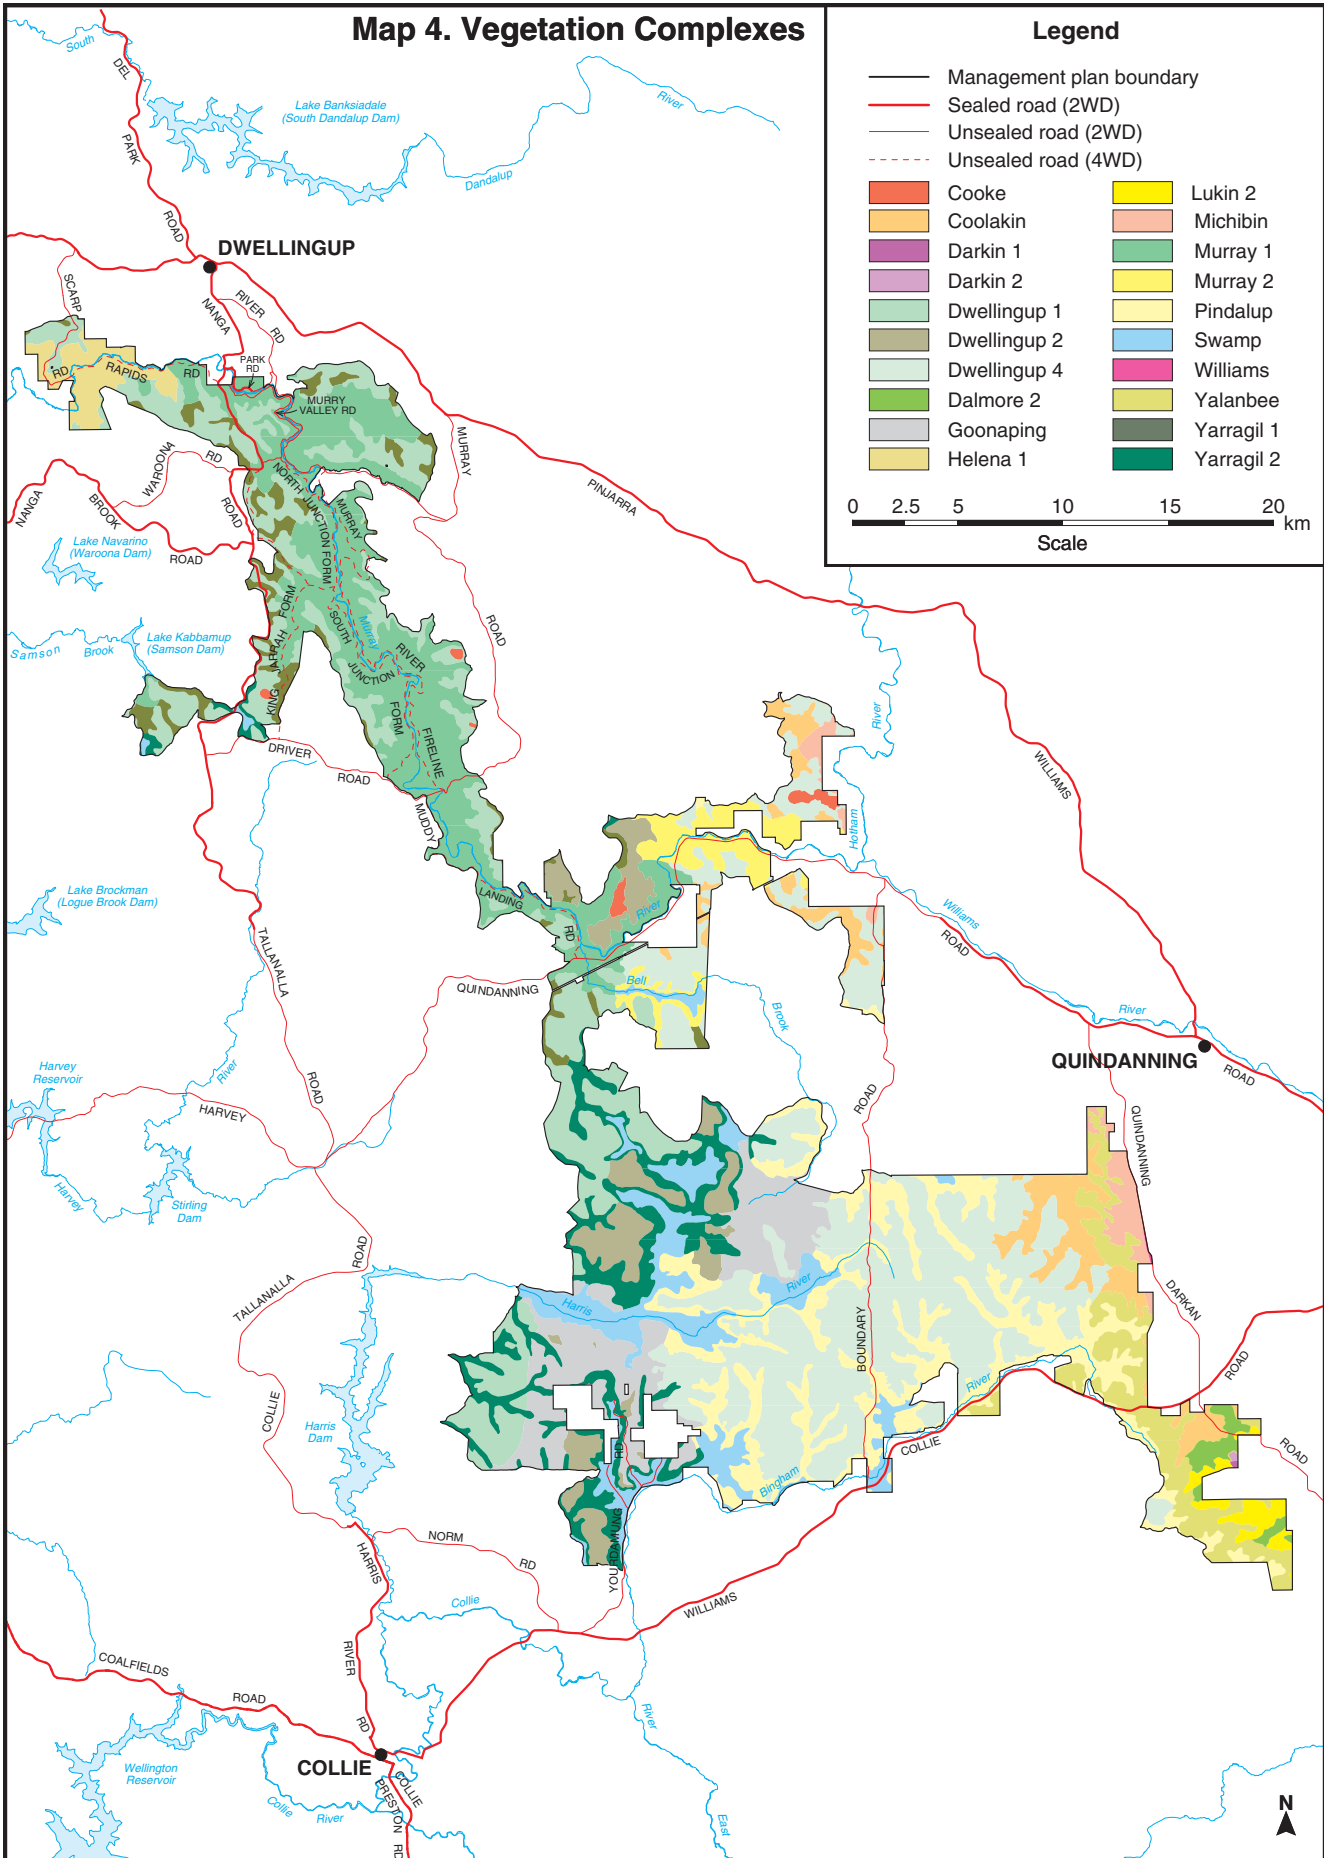 Map 4. Vegetation Complexes
Legend
Management plan boundary
Sealed road (2WD)
Unsealed road (2WD)
Unsealed road (4WD)
Cooke
Coolakin
Darkin 1
Darkin 2
Dwellingup 1
Dwellingup 2
Dwellingup 4
Dalmore 2
Goonaping
Helena 1
Lukin 2
Michibin
Murray 1
Murray 2
Pindalup
Swamp
Williams
Yalanbee
Yarragil 1
Yarragil 2
0 2.5 5 10 15 20 km
Scale
South
DEL
PARK
ROAD
Lake Banksiadale
(South Dandalup Dam)
River
Dandalup
DWELLINGUP
SCARP
NANGA
RIVER
RD
PARK
RD
RD
RAPIDS
RD
MURRY
VALLEY RD
WAROONA
RD
NANGA
BROOK
ROAD
ROAD
MURRAY
PINJARRA
NORTH
JUNCTION FORM
MURRAY
Lake Navarino
(Waroona Dam)
Lake Kabbamup
(Samson Dam)
Samson
Brook
KING
JARRAH
FORM
SOUTH
JUNCTION
FORM
Murray
RIVER
FIRELINE
ROAD
DRIVER
ROAD
MUDDY
LANDING
RD
River
Hotham
WILLIAMS
Lake Brockman
(Logue Brook Dam)
TALLANALLA
ROAD
QUINDANNING
River
Bell
Brook
Williams
ROAD
River
QUINDANNING
ROAD
Harvey
Reservoir
River
HARVEY
Harvey
Stirling
Dam
ROAD
QUINDANNING
DARKAN
ROAD
TALLANALLA
ROAD
COLLIE
Harris
River
BOUNDARY
River
Harris
Dam
RD
COLLIE
Bingham
ROAD
ROAD
NORM
RD
YOURDAMUNG
HARRIS
RIVER
RD
Collie
WILLIAMS
COALFIELDS
ROAD
River
COLLIE
Wellington
Reservoir
Collie
River
COLLIE
PRESTON
RD
East
N